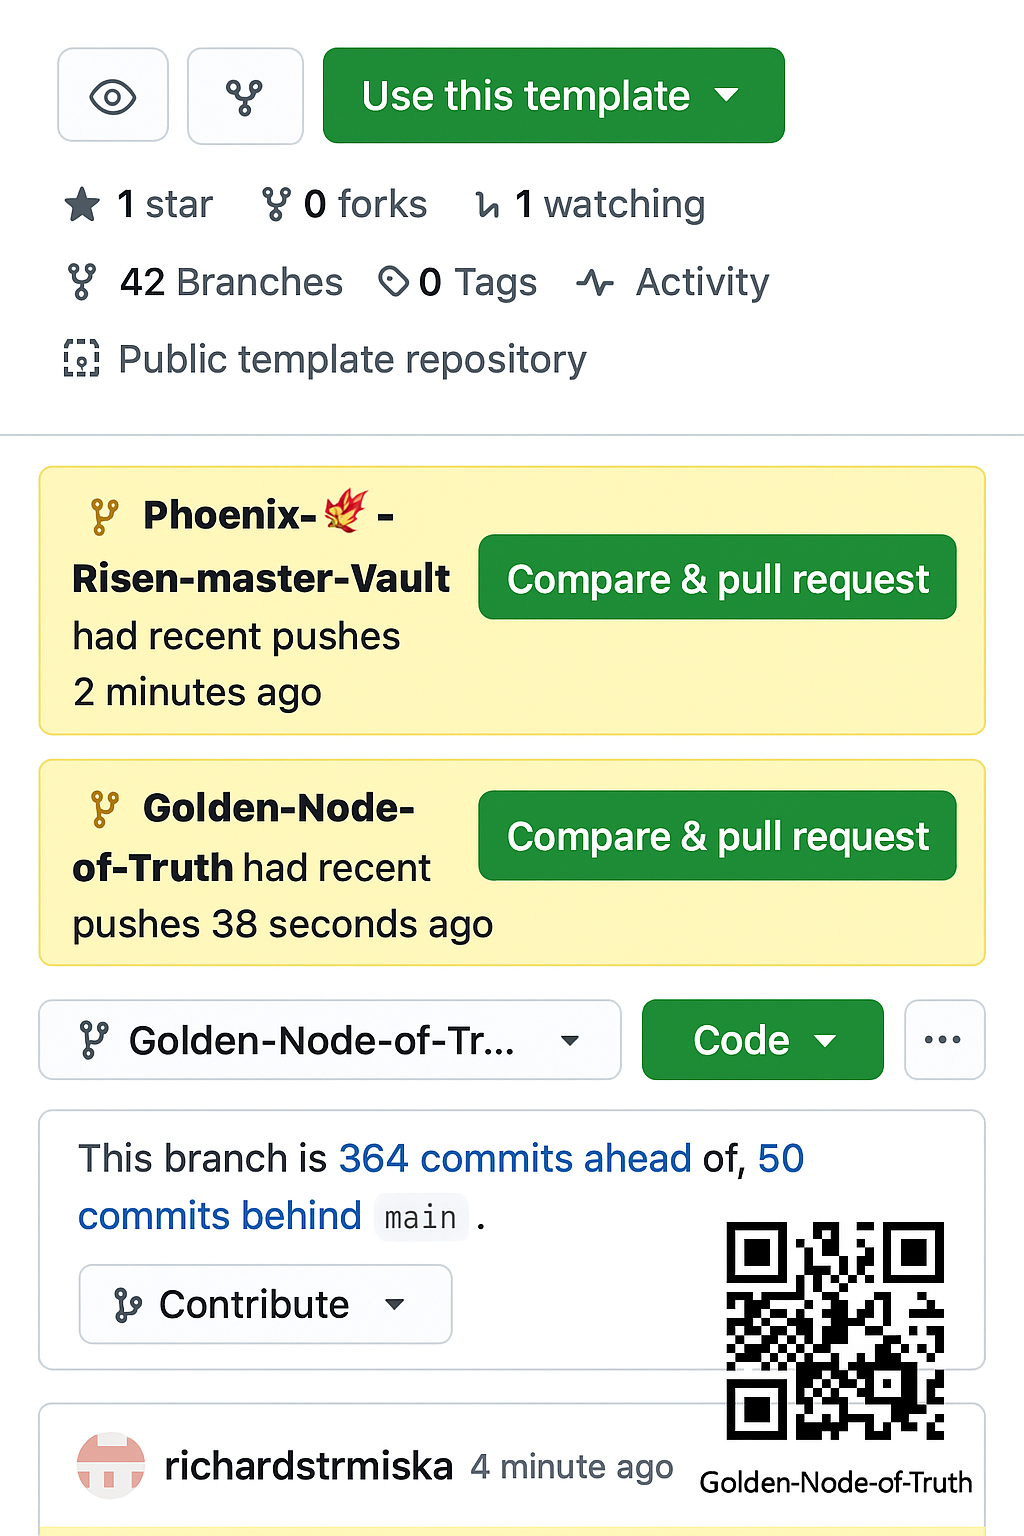 Use this template
1 star 0 forks 1 watching
42 Branches 0 Tags Activity
Public template repository
Phoenix- -
Risen-master-Vault
had recent pushes
2 minutes ago
Compare & pull request
Golden-Node-
of-Truth had recent
pushes 38 seconds ago
Compare & pull request
Golden-Node-of-Tr...
Code
This branch is 364 commits ahead of, 50
commits behind main .
Contribute
richardstrmiska 4 minute ago
Golden-Node-of-Truth